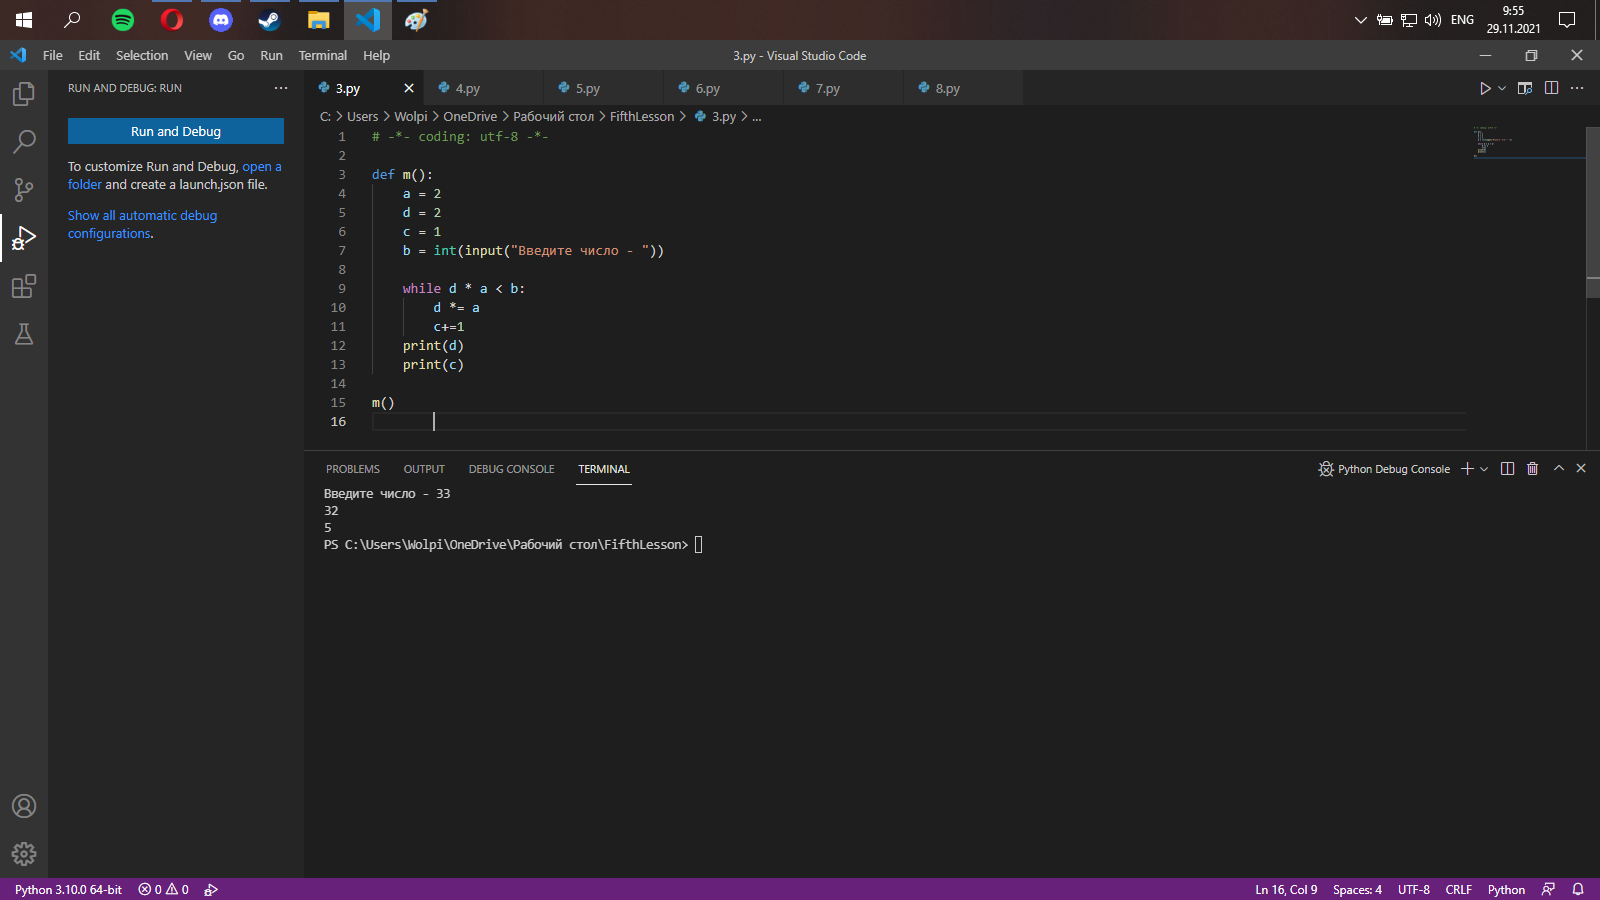 ENG
9:55
29.11.2021
File Edit Selection View Go Run Terminal Help
3.py - Visual Studio Code
RUN AND DEBUG: RUN
Run and Debug
To customize Run and Debug, open a
folder and create a launch.json file.
Show all automatic debug
configurations.
3.py 4.py 5.py 6.py 7.py 8.py
C: > Users > Wolpi > OneDrive > Рабочий стол > FifthLesson > 3.py > ...
1 # -*- coding: utf-8 -*-
2
3 def m():
4     a = 2
5     d = 2
6     c = 1
7     b = int(input("Введите число - "))
8
9     while d * a < b:
10         d *= a
11         c+=1
12     print(d)
13     print(c)
14
15 m()
16
PROBLEMS OUTPUT DEBUG CONSOLE TERMINAL
Python Debug Console
Введите число - 33
32
5
PS C:\Users\Wolpi\OneDrive\Рабочий стол\FifthLesson>
Python 3.10.0 64-bit 0 0
Ln 16, Col 9 Spaces: 4 UTF-8 CRLF Python